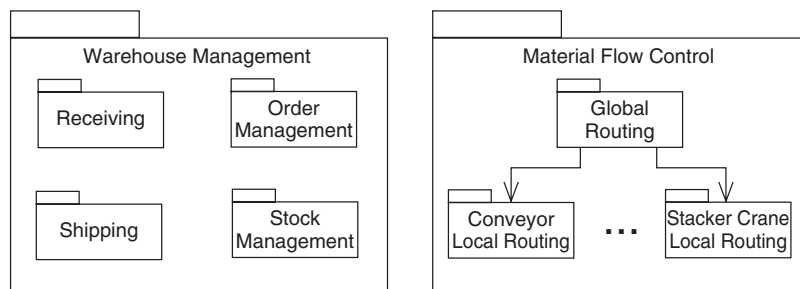 Warehouse Management
Receiving
Order
Management
Shipping
Stock
Management
Material Flow Control
Global
Routing
Conveyor
Local Routing
...
Stacker Crane
Local Routing